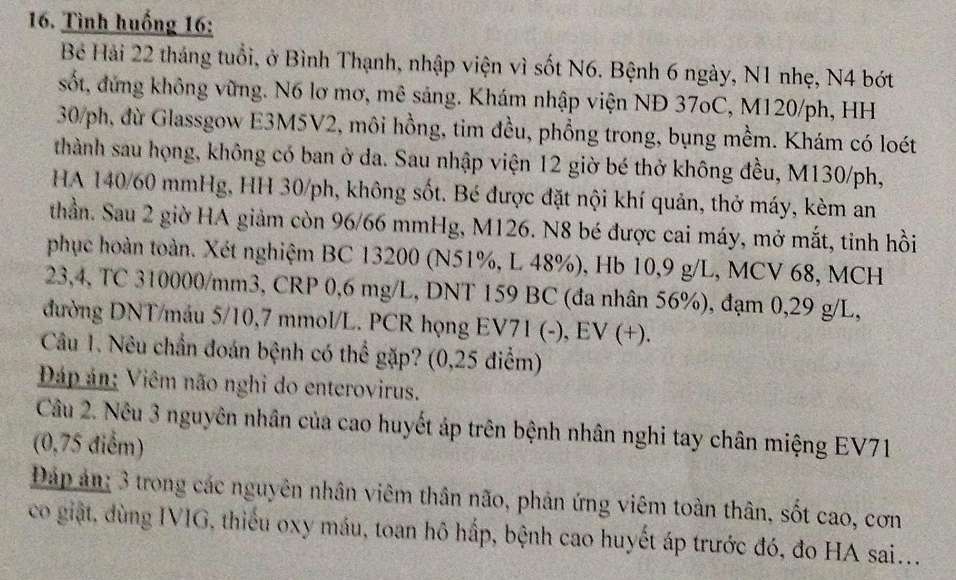 16. Tình huống 16:
Bé Hải 22 tháng tuổi, ở Bình Thạnh, nhập viện vì sốt N6. Bệnh 6 ngày, N1 nhẹ, N4 bớt
sốt, đứng không vững. N6 lơ mơ, mê sảng. Khám nhập viện NĐ 37oC, M120/ph, HH
30/ph, đừ Glassgow E3M5V2, môi hồng, tim đều, phổng trong, bụng mềm. Khám có loét
thành sau họng, không có ban ở da. Sau nhập viện 12 giờ bé thở không đều, M130/ph,
HA 140/60 mmHg, HH 30/ph, không sốt. Bé được đặt nội khí quản, thở máy, kèm an
thần. Sau 2 giờ HA giảm còn 96/66 mmHg, M126. N8 bé được cai máy, mở mắt, tỉnh hồi
phục hoàn toàn. Xét nghiệm BC 13200 (N51%, L 48%), Hb 10,9 g/L, MCV 68, MCH
23,4, TC 310000/mm3, CRP 0,6 mg/L, DNT 159 BC (đa nhân 56%), đạm 0,29 g/L,
đường DNT/máu 5/10,7 mmol/L. PCR họng EV71 (-), EV (+).
Câu 1. Nêu chẩn đoán bệnh có thể gặp? (0,25 điểm)
Đáp án: Viêm não nghi do enterovirus.
Câu 2. Nêu 3 nguyên nhân của cao huyết áp trên bệnh nhân nghi tay chân miệng EV71
(0,75 điểm)
Đáp án: 3 trong các nguyên nhân viêm thân não, phản ứng viêm toàn thân, sốt cao, cơn
co giật, dùng IVIG, thiếu oxy máu, toan hô hấp, bệnh cao huyết áp trước đó, đo HA sai…